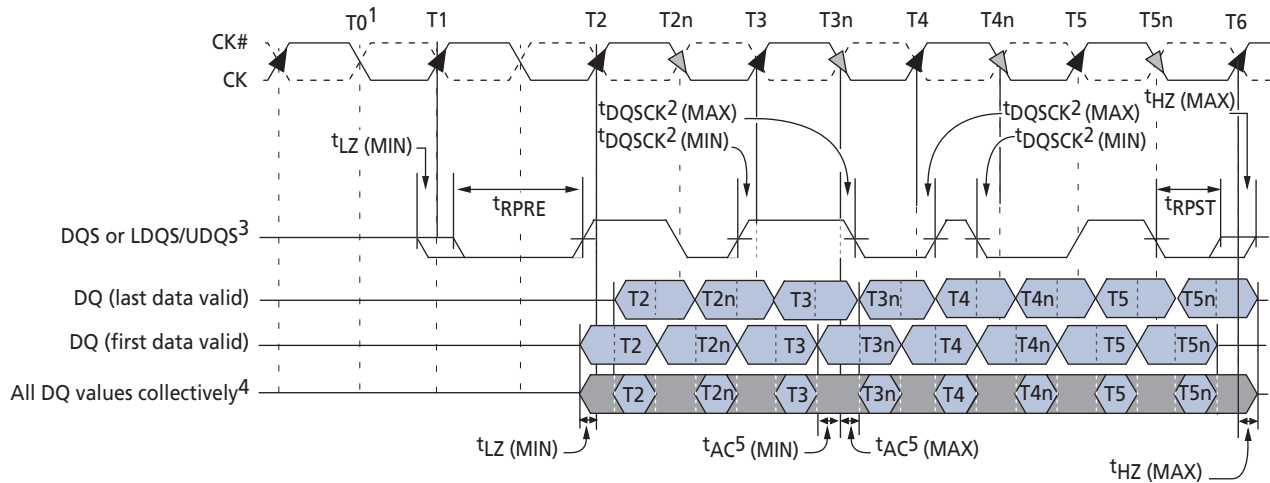 T0¹ T1 T2 T2n T3 T3n T4 T4n T5 T5n T6
CK#
CK
tHZ (MAX)
tDQSCK² (MAX) tDQSCK² (MAX)
tDQSCK² (MIN) tDQSCK² (MIN)
tLZ (MIN)
tRPRE tRPST
DQS or LDQS/UDQS³
DQ (last data valid) T2 T2n T3 T3n T4 T4n T5 T5n
DQ (first data valid) T2 T2n T3 T3n T4 T4n T5 T5n
All DQ values collectively⁴ T2 T2n T3 T3n T4 T4n T5 T5n
tLZ (MIN) tAC⁵ (MIN) tAC⁵ (MAX)
tHZ (MAX)